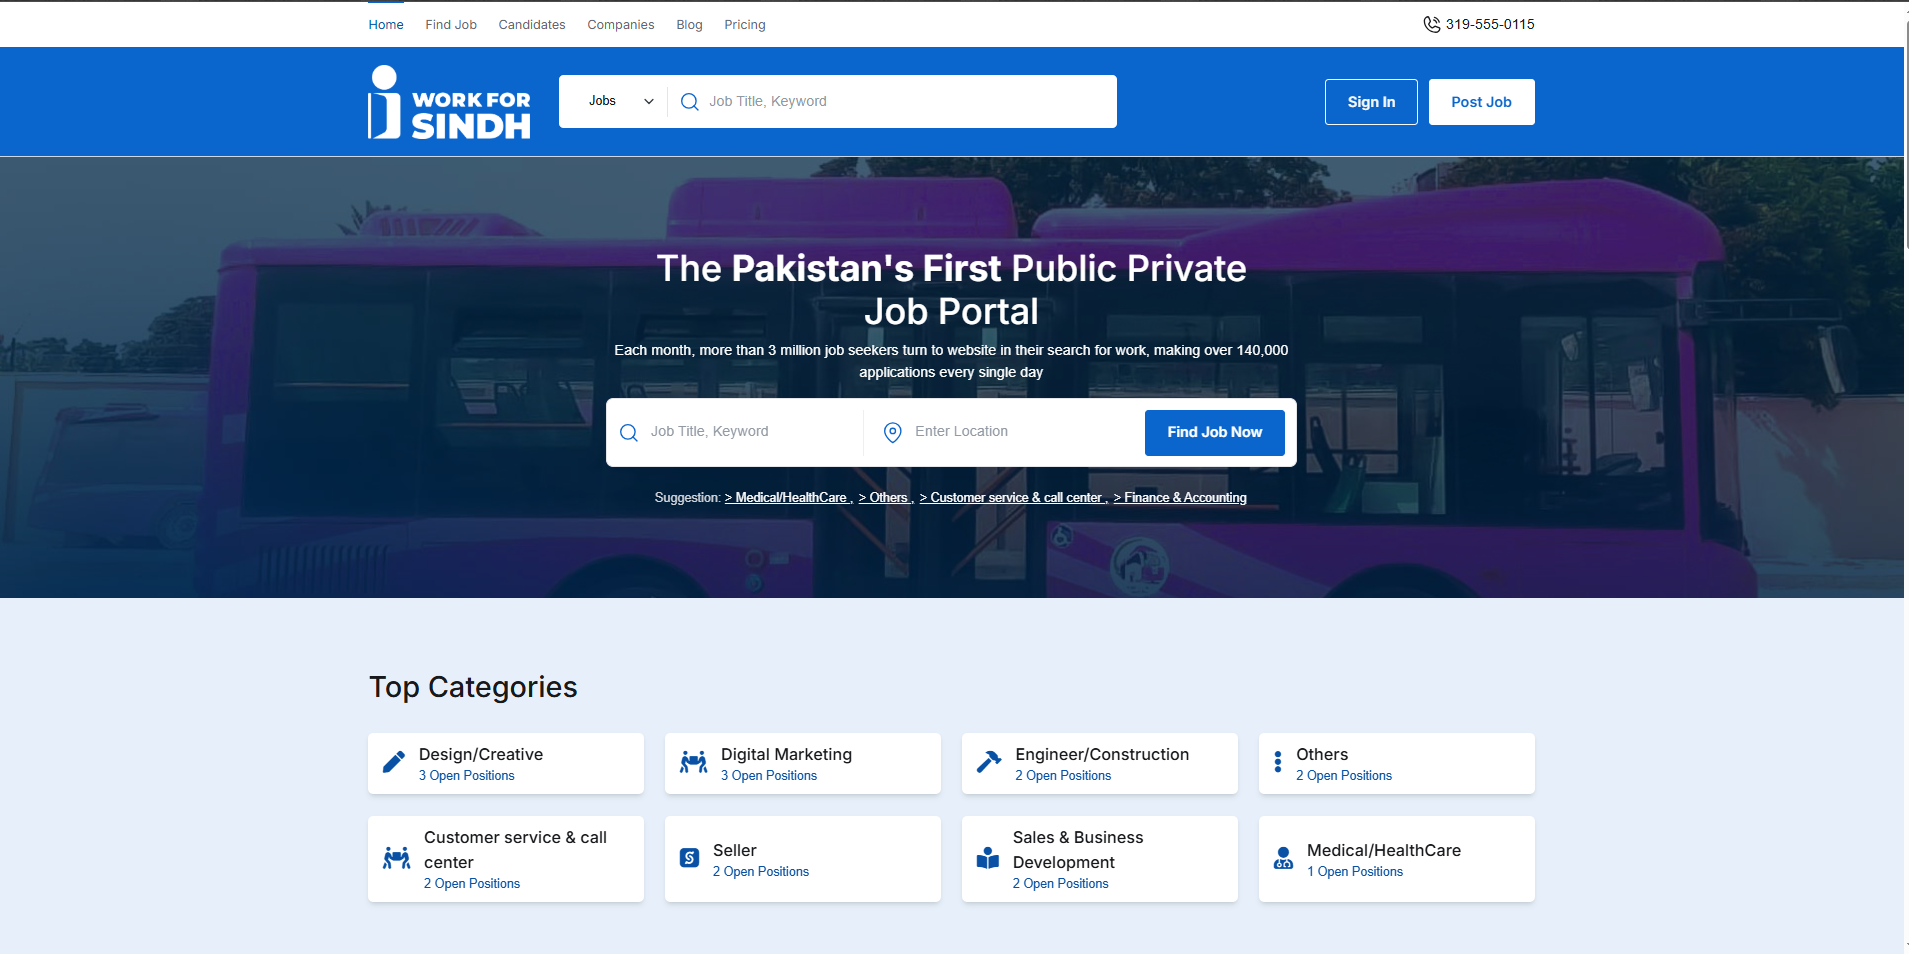 Home Find Job Candidates Companies Blog Pricing 319-555-0115
WORK FOR
SINDH
Jobs Job Title, Keyword Sign In Post Job
The Pakistan's First Public Private
Job Portal
Each month, more than 3 million job seekers turn to website in their search for work, making over 140,000
applications every single day
Job Title, Keyword Enter Location Find Job Now
Suggestion: > Medical/HealthCare , > Others , > Customer service & call center , > Finance & Accounting
Top Categories
Design/Creative
3 Open Positions
Digital Marketing
3 Open Positions
Engineer/Construction
2 Open Positions
Others
2 Open Positions
Customer service & call
center
2 Open Positions
Seller
2 Open Positions
Sales & Business
Development
2 Open Positions
Medical/HealthCare
1 Open Positions